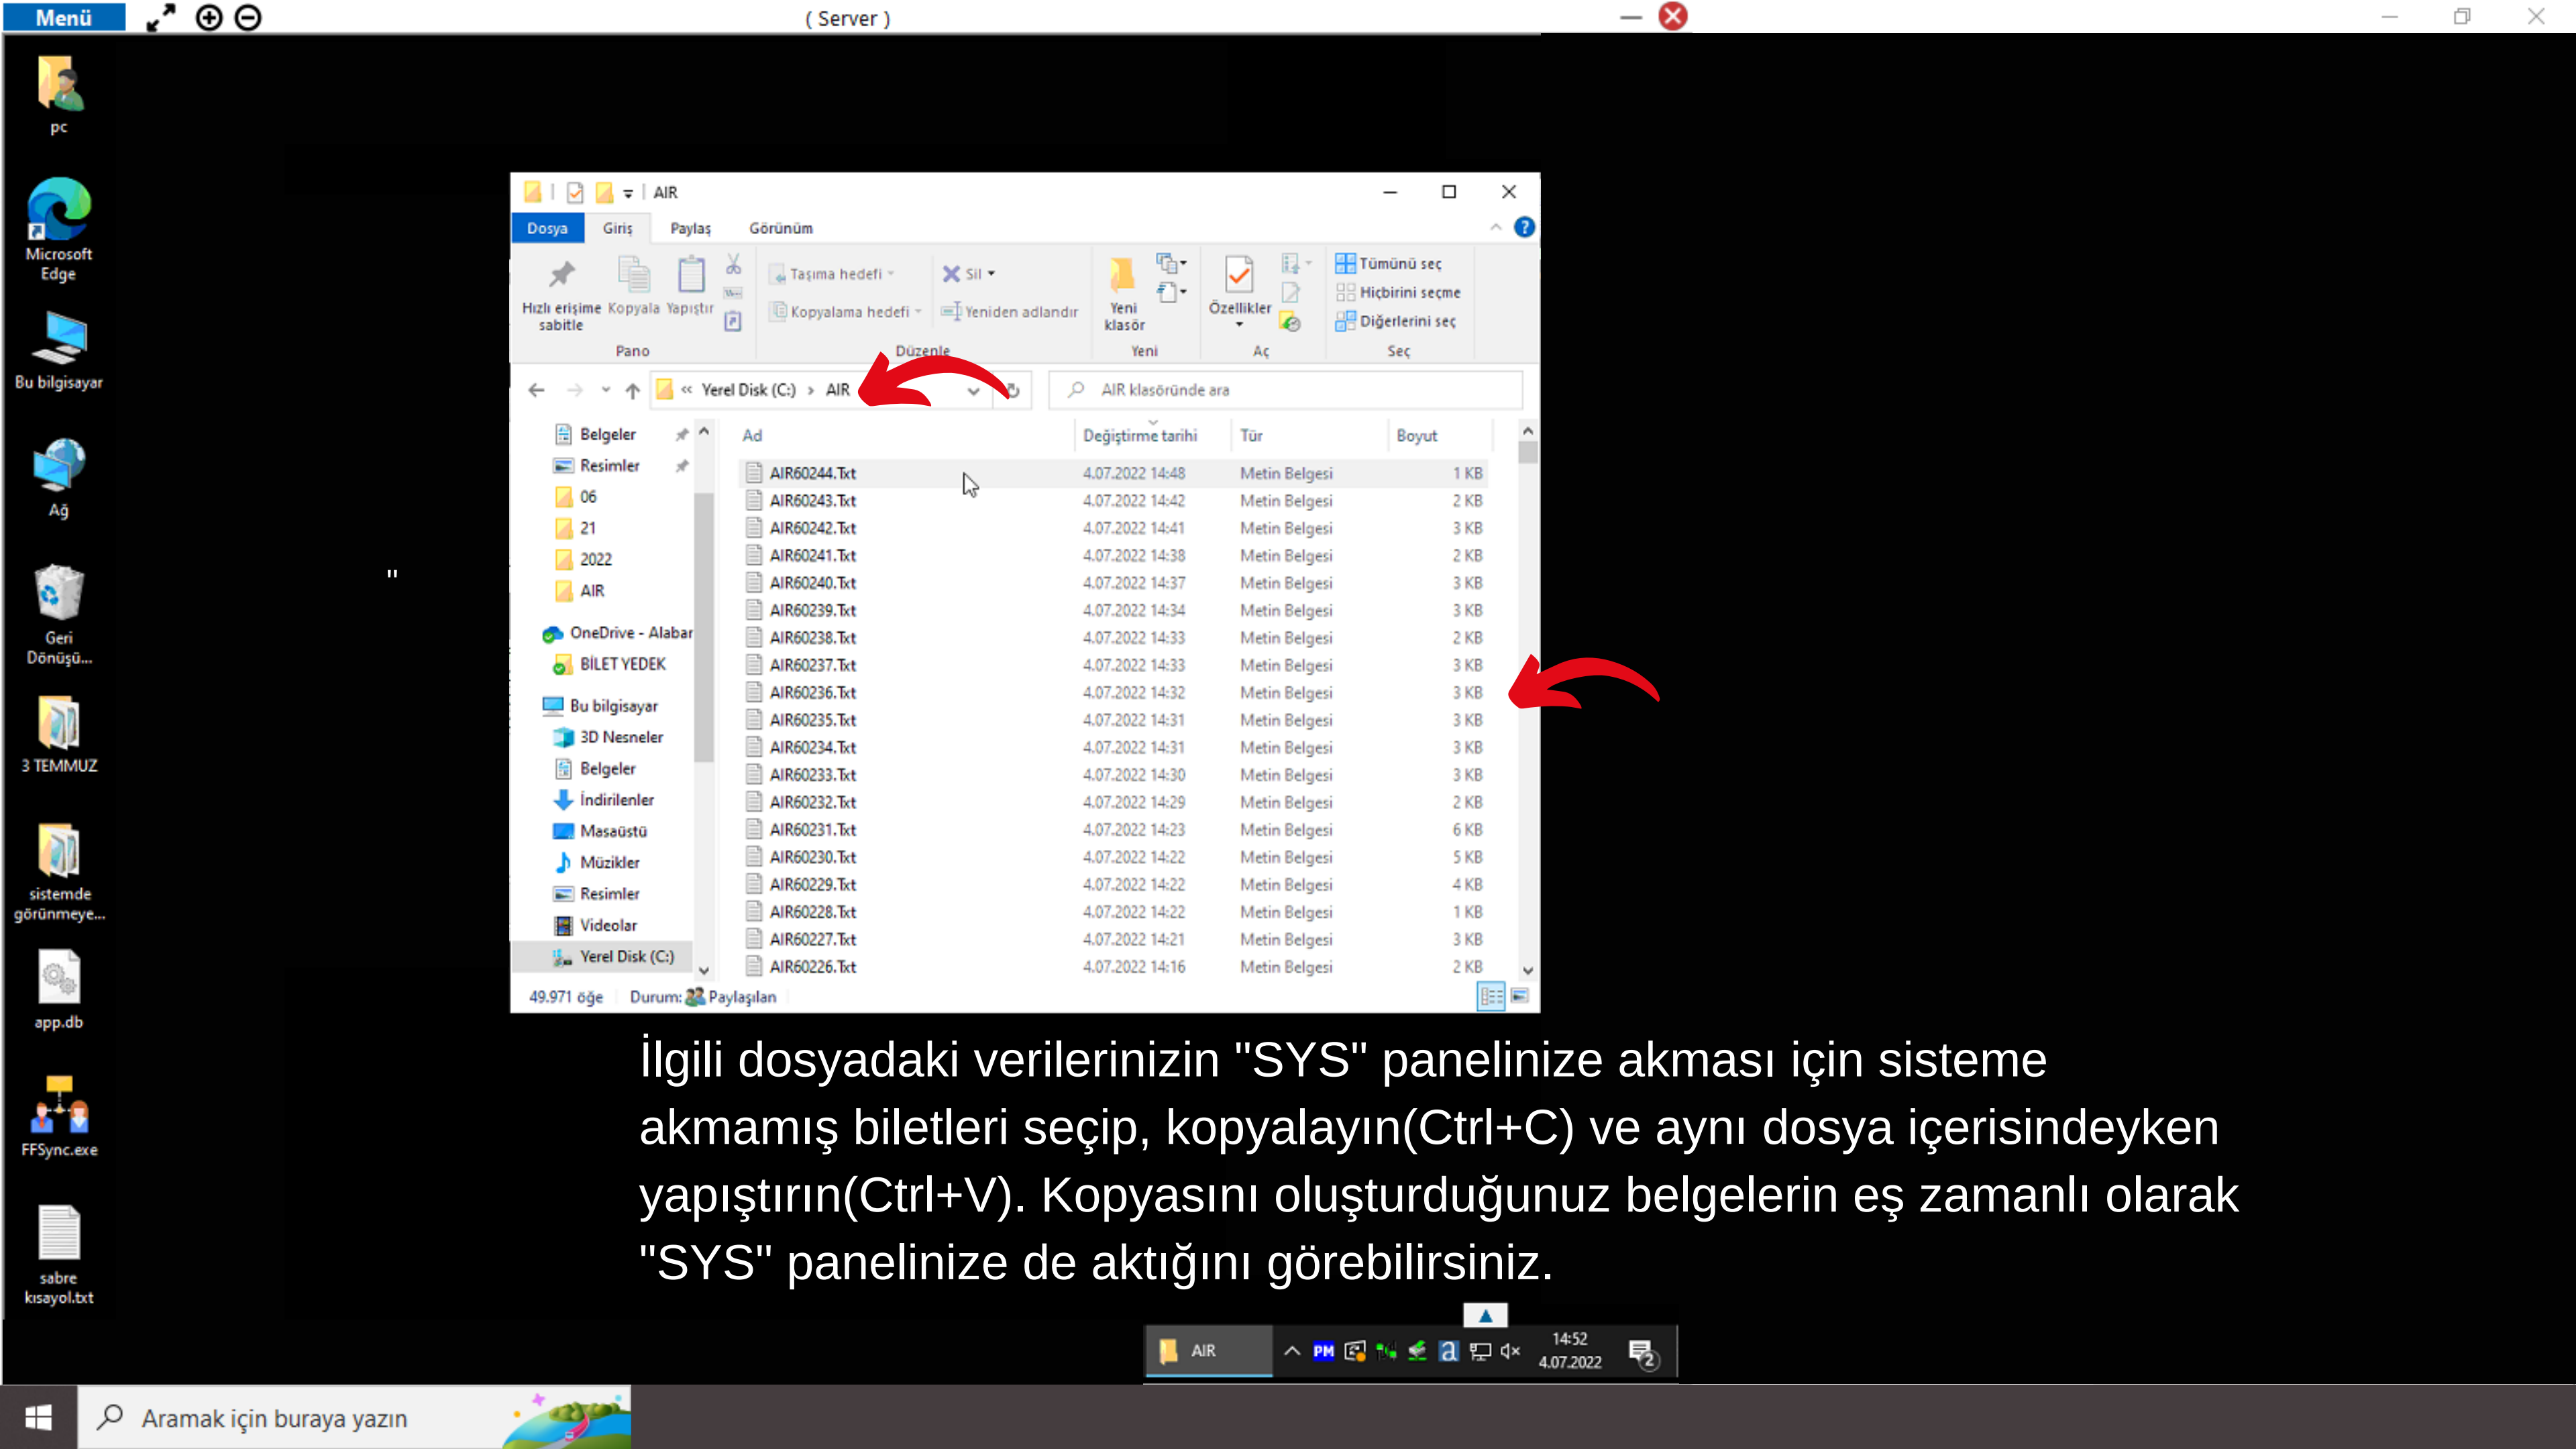 Menü
( Server )
pc
Microsoft
Edge
Bu bilgisayar
Ağ
Geri
Dönüşü...
3 TEMMUZ
sistemde
görünmeye...
app.db
FFSync.exe
sabre
kısayol.txt
"
AIR
Dosya Giriş Paylaş Görünüm
Hızlı erişime
sabitle
Kopyala
Yapıştır
Pano
Taşıma hedefi
Kopyalama hedefi
Sil
Yeniden adlandır
Düzenle
Yeni
klasör
Yeni
Özellikler
Aç
Tümünü seç
Hiçbirini seçme
Diğerlerini seç
Seç
« Yerel Disk (C:) › AIR
AIR klasöründe ara
Belgeler
Resimler
06
21
2022
AIR
OneDrive - Alabar
BİLET YEDEK
Bu bilgisayar
3D Nesneler
Belgeler
İndirilenler
Masaüstü
Müzikler
Resimler
Videolar
Yerel Disk (C:)
Ad Değiştirme tarihi Tür Boyut
AIR60244.Txt 4.07.2022 14:48 Metin Belgesi 1 KB
AIR60243.Txt 4.07.2022 14:42 Metin Belgesi 2 KB
AIR60242.Txt 4.07.2022 14:41 Metin Belgesi 3 KB
AIR60241.Txt 4.07.2022 14:38 Metin Belgesi 2 KB
AIR60240.Txt 4.07.2022 14:37 Metin Belgesi 3 KB
AIR60239.Txt 4.07.2022 14:34 Metin Belgesi 3 KB
AIR60238.Txt 4.07.2022 14:33 Metin Belgesi 2 KB
AIR60237.Txt 4.07.2022 14:33 Metin Belgesi 3 KB
AIR60236.Txt 4.07.2022 14:32 Metin Belgesi 3 KB
AIR60235.Txt 4.07.2022 14:31 Metin Belgesi 3 KB
AIR60234.Txt 4.07.2022 14:31 Metin Belgesi 3 KB
AIR60233.Txt 4.07.2022 14:30 Metin Belgesi 3 KB
AIR60232.Txt 4.07.2022 14:29 Metin Belgesi 2 KB
AIR60231.Txt 4.07.2022 14:23 Metin Belgesi 6 KB
AIR60230.Txt 4.07.2022 14:22 Metin Belgesi 5 KB
AIR60229.Txt 4.07.2022 14:22 Metin Belgesi 4 KB
AIR60228.Txt 4.07.2022 14:22 Metin Belgesi 1 KB
AIR60227.Txt 4.07.2022 14:21 Metin Belgesi 3 KB
AIR60226.Txt 4.07.2022 14:16 Metin Belgesi 2 KB
49.971 öğe Durum: Paylaşılan
İlgili dosyadaki verilerinizin "SYS" panelinize akması için sisteme
akmamış biletleri seçip, kopyalayın(Ctrl+C) ve aynı dosya içerisindeyken
yapıştırın(Ctrl+V). Kopyasını oluşturduğunuz belgelerin eş zamanlı olarak
"SYS" panelinize de aktığını görebilirsiniz.
AIR
PM
a
14:52
4.07.2022
2
Aramak için buraya yazın